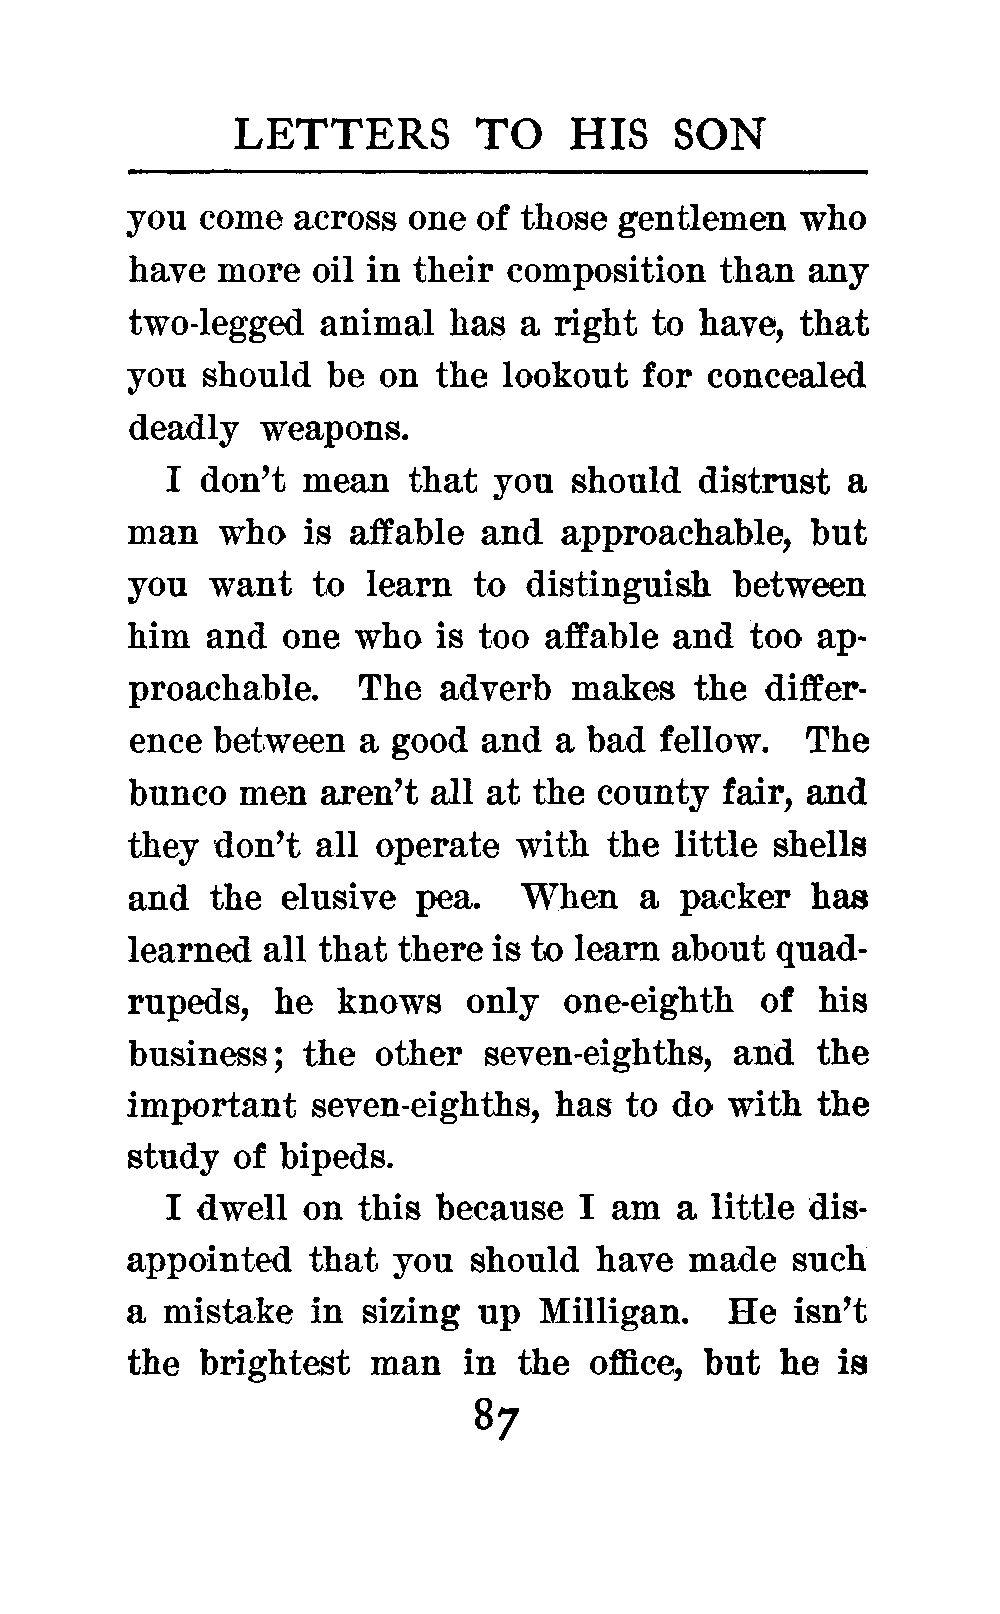 LETTERS TO HIS SON
you come across one of those gentlemen who
have more oil in their composition than any
two-legged animal has a right to have, that
you should be on the lookout for concealed
deadly weapons.
I don't mean that you should distrust a
man who is affable and approachable, but
you want to learn to distinguish between
him and one who is too affable and too ap-
proachable. The adverb makes the differ-
ence between a good and a bad fellow. The
bunco men aren't all at the county fair, and
they don't all operate with the little shells
and the elusive pea. When a packer has
learned all that there is to learn about quad-
rupeds, he knows only one-eighth of his
business; the other seven-eighths, and the
important seven-eighths, has to do with the
study of bipeds.
I dwell on this because I am a little dis-
appointed that you should have made such
a mistake in sizing up Milligan. He isn't
the brightest man in the office, but he is
87